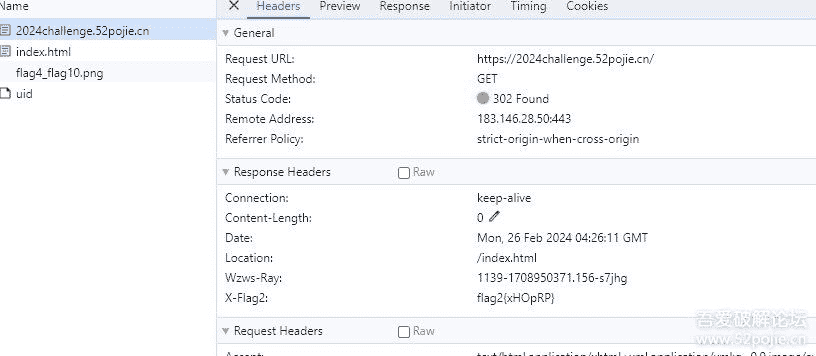 Name
Headers Preview Response Initiator Timing Cookies
2024challenge.52pojie.cn
index.html
flag4_flag10.png
uid
General
Request URL: https://2024challenge.52pojie.cn/
Request Method: GET
Status Code: 302 Found
Remote Address: 183.146.28.50:443
Referrer Policy: strict-origin-when-cross-origin
Response Headers Raw
Connection: keep-alive
Content-Length: 0
Date: Mon, 26 Feb 2024 04:26:11 GMT
Location: /index.html
Wzws-Ray: 1139-1708950371.156-s7jhg
X-Flag2: flag2{xHOpRP}
Request Headers Raw
吾爱破解论坛
www.52pojie.cn